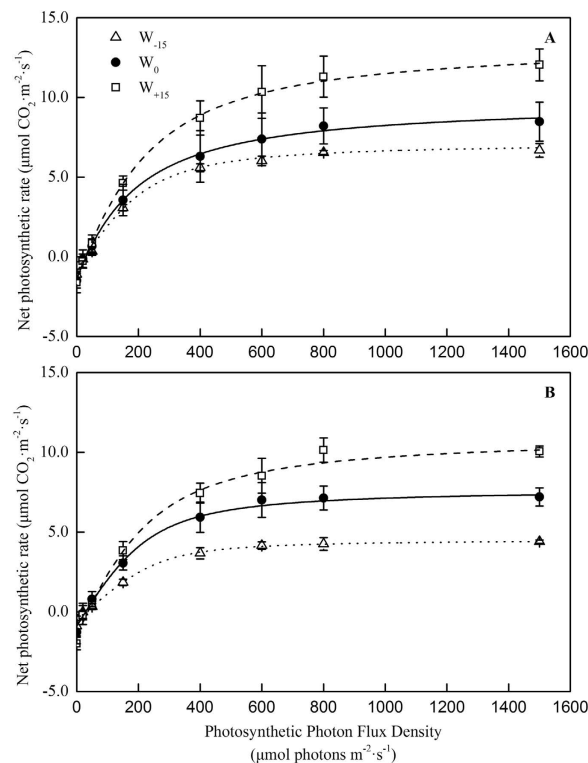 15.0
A
W-15
W0
W+15
10.0
5.0
0.0
-5.0
Net photosynthetic rate (μmol CO2·m-2·s-1)
0 200 400 600 800 1000 1200 1400 1600
15.0
B
10.0
5.0
0.0
-5.0
Net photosynthetic rate (μmol CO2·m-2·s-1)
0 200 400 600 800 1000 1200 1400 1600
Photosynthetic Photon Flux Density
(μmol photons m-2·s-1)